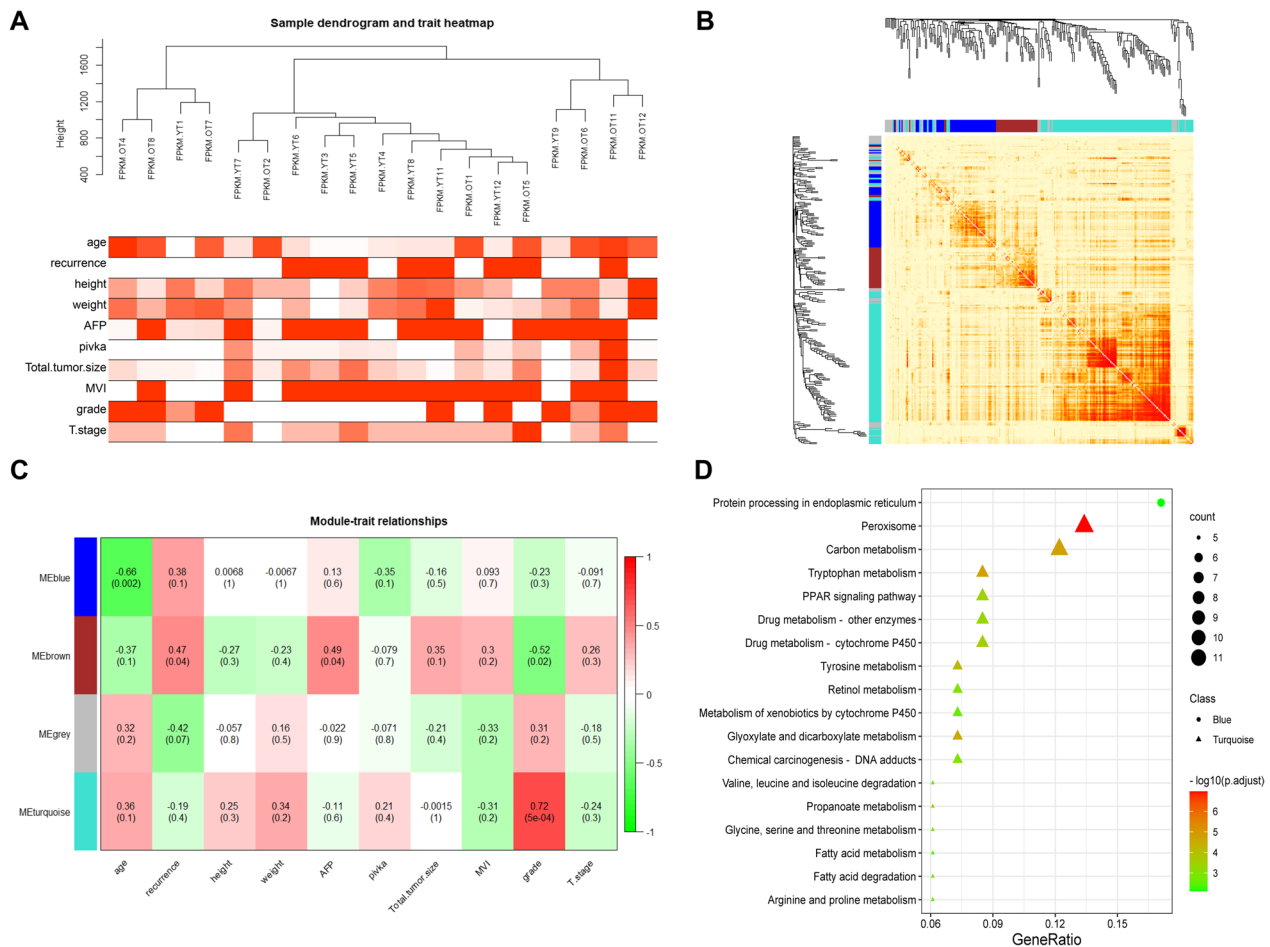 A
Sample dendrogram and trait heatmap
Height
1600
1200
800
400
FPKM.OT4
FPKM.OT8
FPKM.YT1
FPKM.OT7
FPKM.YT7
FPKM.OT2
FPKM.YT6
FPKM.YT3
FPKM.YT5
FPKM.YT4
FPKM.YT8
FPKM.YT11
FPKM.OT1
FPKM.YT12
FPKM.OT5
FPKM.YT9
FPKM.OT6
FPKM.OT11
FPKM.OT12
age
recurrence
height
weight
AFP
pivka
Total.tumor.size
MVI
grade
T.stage
B
C
Module-trait relationships
MEblue
-0.66 0.38 0.0068 -0.0067 0.13 -0.35 -0.16 0.093 -0.23 -0.091
(0.002) (0.1) (1) (1) (0.6) (0.1) (0.5) (0.7) (0.3) (0.7)
MEbrown
-0.37 0.47 -0.27 -0.23 0.49 -0.079 0.35 0.3 -0.52 0.26
(0.1) (0.04) (0.3) (0.4) (0.04) (0.7) (0.1) (0.2) (0.02) (0.3)
MEgrey
0.32 -0.42 -0.057 0.16 -0.022 -0.071 -0.21 -0.33 0.31 -0.18
(0.2) (0.07) (0.8) (0.5) (0.9) (0.8) (0.4) (0.2) (0.2) (0.5)
MEturquoise
0.36 -0.19 0.25 0.34 -0.11 0.21 -0.0015 -0.31 0.72 -0.24
(0.1) (0.4) (0.3) (0.2) (0.6) (0.4) (1) (0.2) (5e-04) (0.3)
age
recurrence
height
weight
AFP
pivka
Total.tumor.size
MVI
grade
T.stage
1
0.5
0
-0.5
-1
D
Protein processing in endoplasmic reticulum
Peroxisome
Carbon metabolism
Tryptophan metabolism
PPAR signaling pathway
Drug metabolism - other enzymes
Drug metabolism - cytochrome P450
Tyrosine metabolism
Retinol metabolism
Metabolism of xenobiotics by cytochrome P450
Glyoxylate and dicarboxylate metabolism
Chemical carcinogenesis - DNA adducts
Valine, leucine and isoleucine degradation
Propanoate metabolism
Glycine, serine and threonine metabolism
Fatty acid metabolism
Fatty acid degradation
Arginine and proline metabolism
0.06 0.09 0.12 0.15
GeneRatio
count
5
6
7
8
9
10
11
Class
Blue
Turquoise
- log10(p.adjust)
6
5
4
3